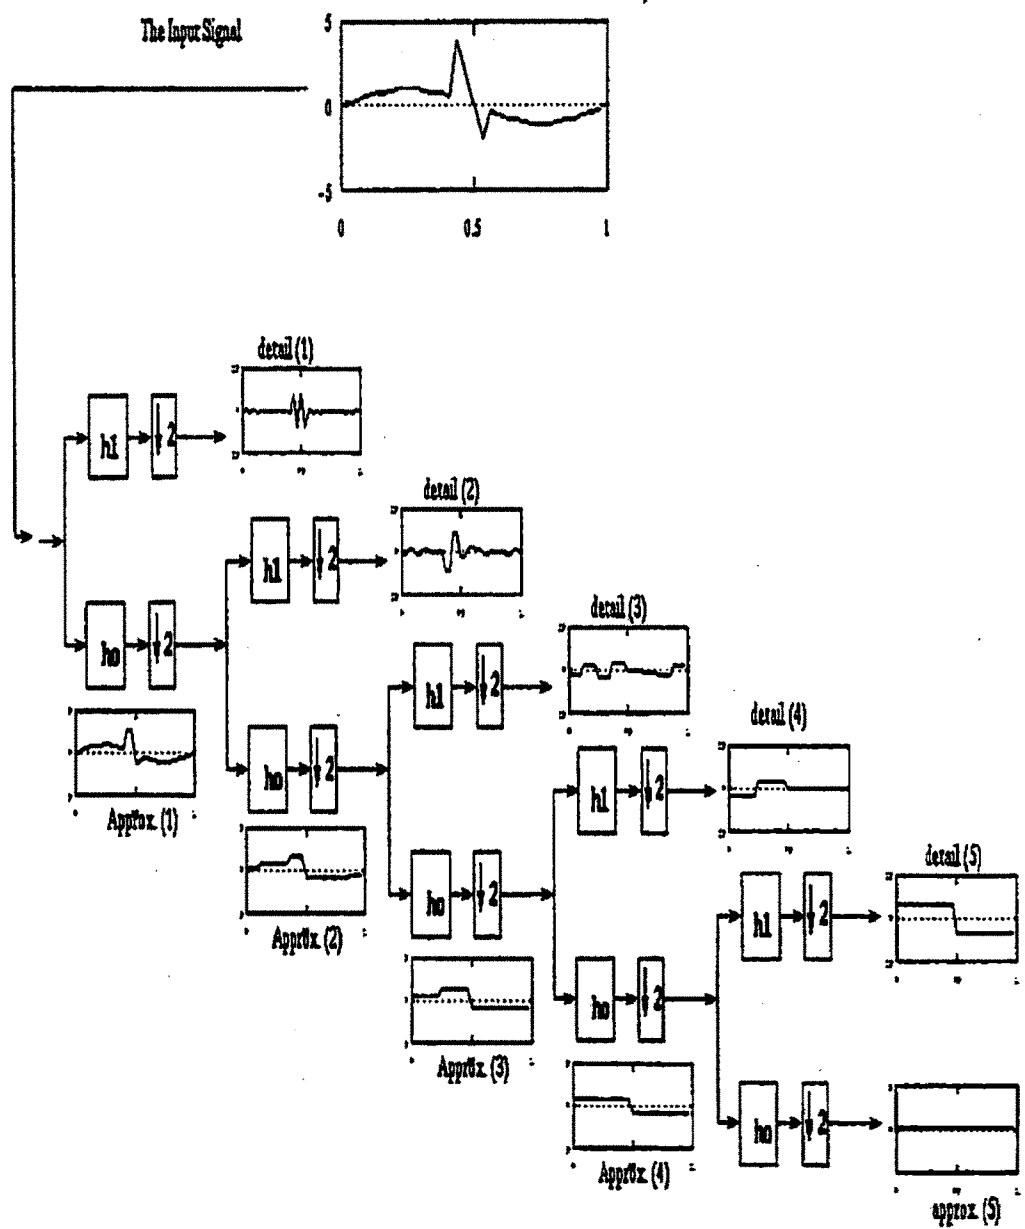 The Input Signal
5
0
-5
0 0.5 1
detail (1)
h1 2
detail (2)
h1 2
h0 2
detail (3)
h1 2
Approx. (1)
h0 2
detail (4)
h1 2
Approx. (2)
h0 2
detail (5)
h1 2
Approx. (3)
h0 2
Approx. (4)
h0 2
approx. (5)